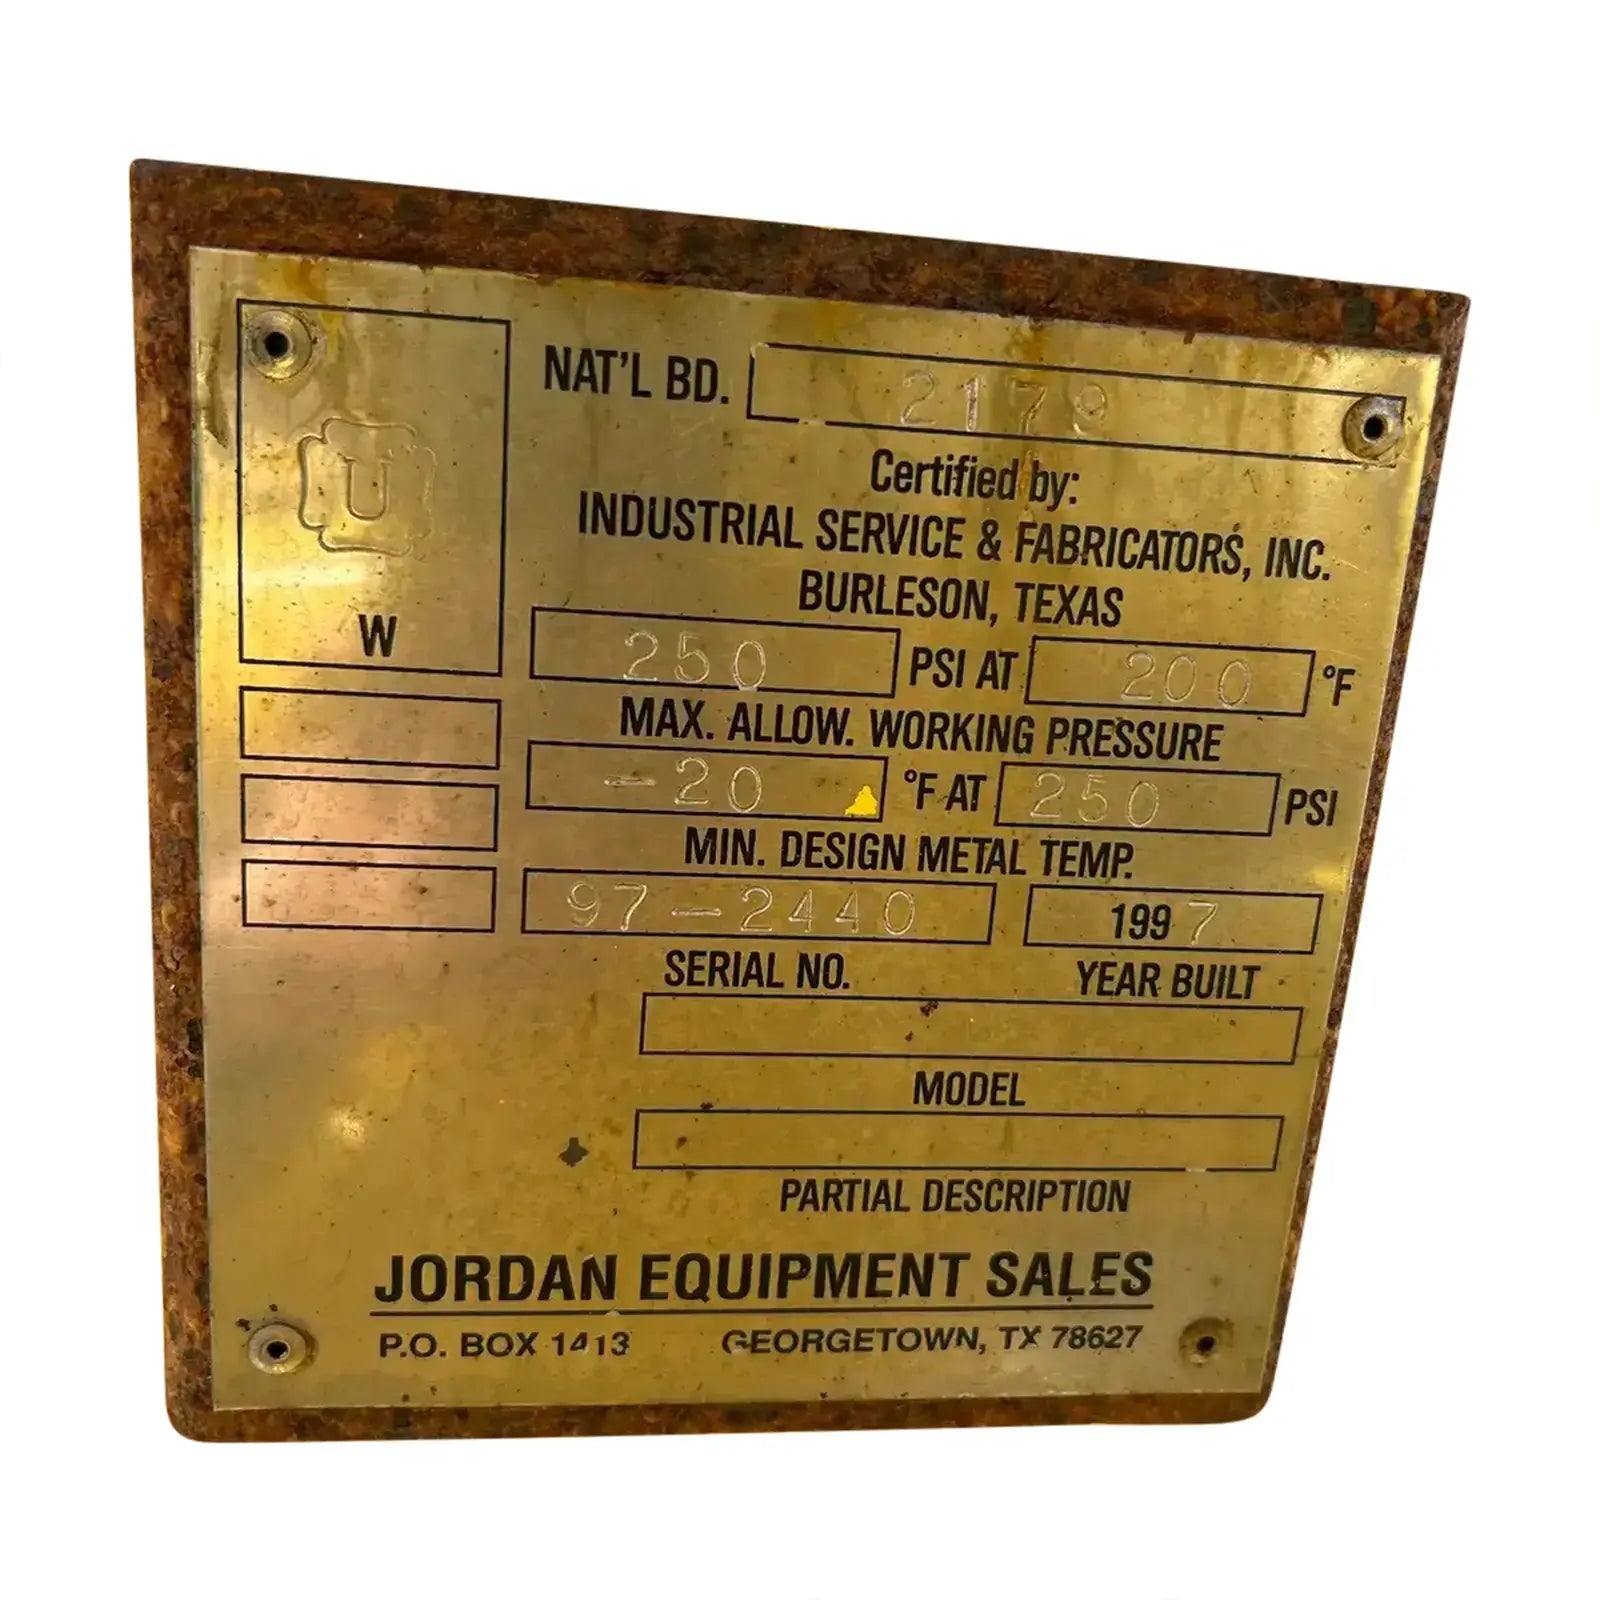 NAT'L BD. 2179
U
Certified by:
INDUSTRIAL SERVICE & FABRICATORS, INC.
BURLESON, TEXAS
W
250 PSI AT 200 °F
MAX. ALLOW. WORKING PRESSURE
-20 °F AT 250 PSI
MIN. DESIGN METAL TEMP.
97-2440 1997
SERIAL NO. YEAR BUILT
MODEL
PARTIAL DESCRIPTION
JORDAN EQUIPMENT SALES
P.O. BOX 1413 GEORGETOWN, TX 78627